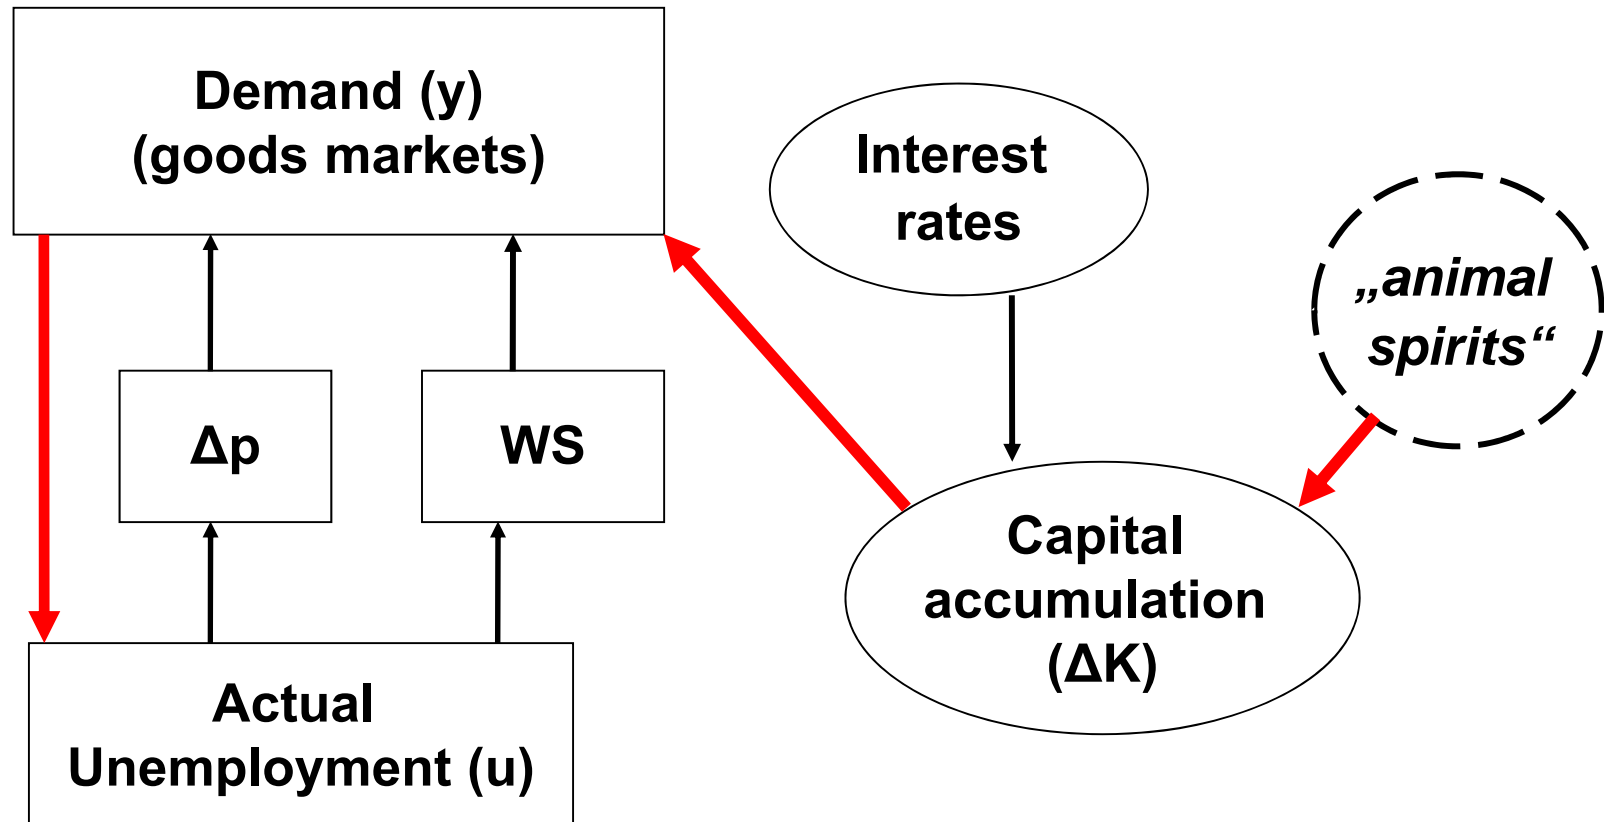 Demand (y)
(goods markets)
Interest
rates
„animal
spirits“
Δp
WS
Capital
accumulation
(ΔK)
Actual
Unemployment (u)